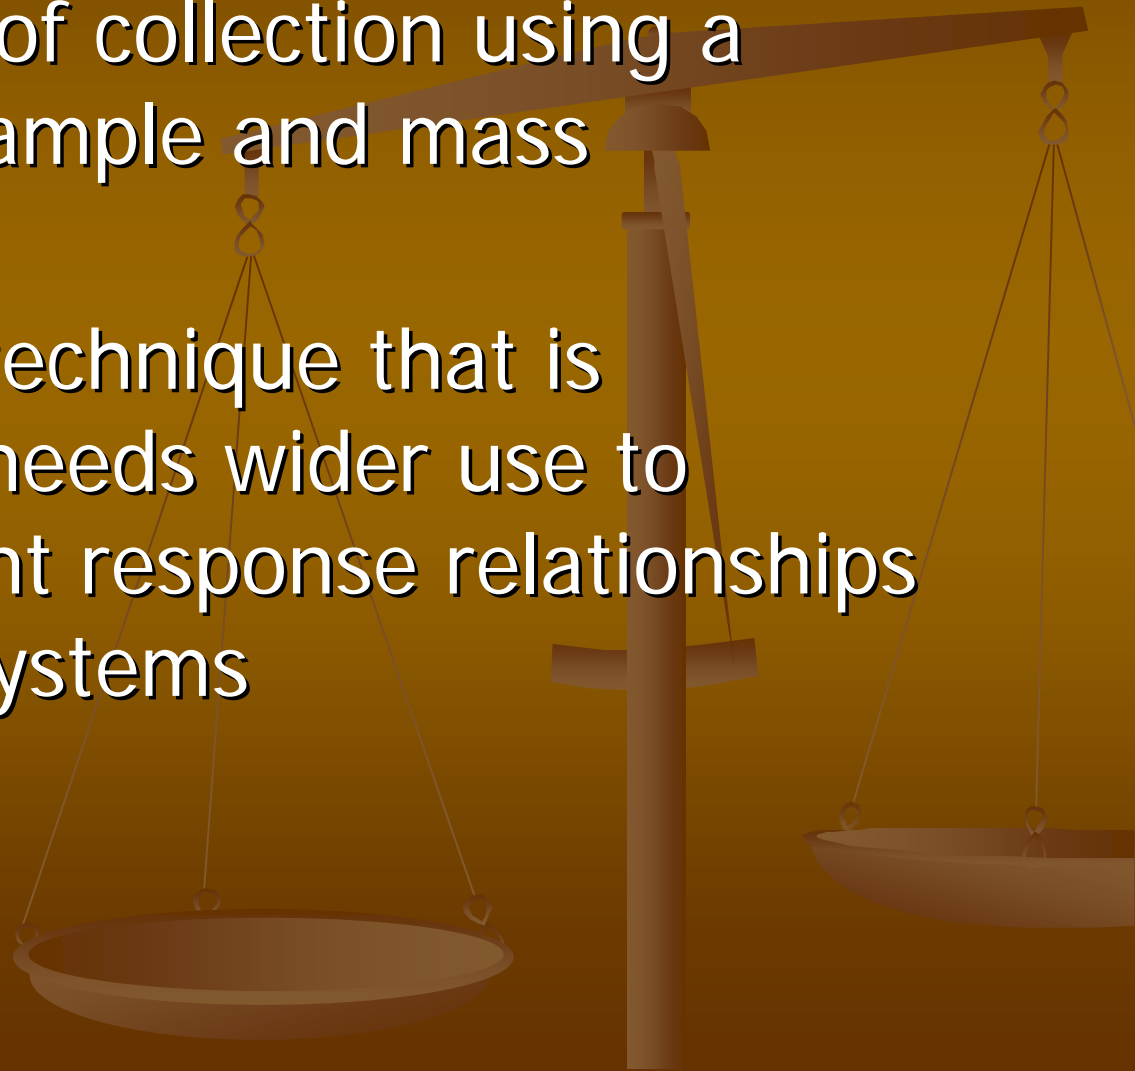 of collection using a
ample and mass
echnique that is
needs wider use to
nt response relationships
ystems